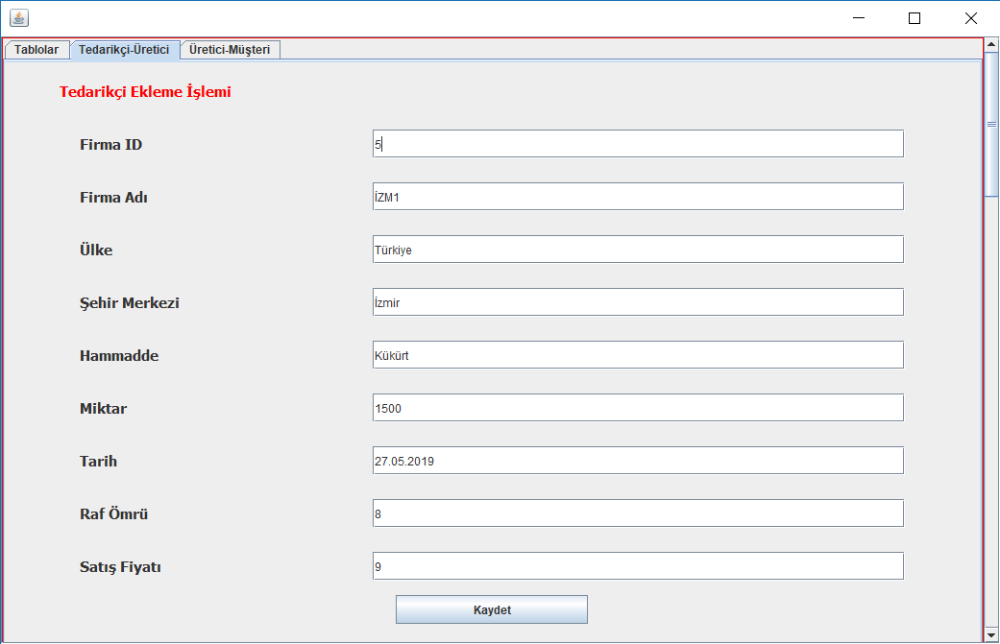 Tablolar Tedarikçi-Üretici Üretici-Müşteri
Tedarikçi Ekleme İşlemi
Firma ID 5
Firma Adı İZM1
Ülke Türkiye
Şehir Merkezi İzmir
Hammadde Kükürt
Miktar 1500
Tarih 27.05.2019
Raf Ömrü 8
Satış Fiyatı 9
Kaydet